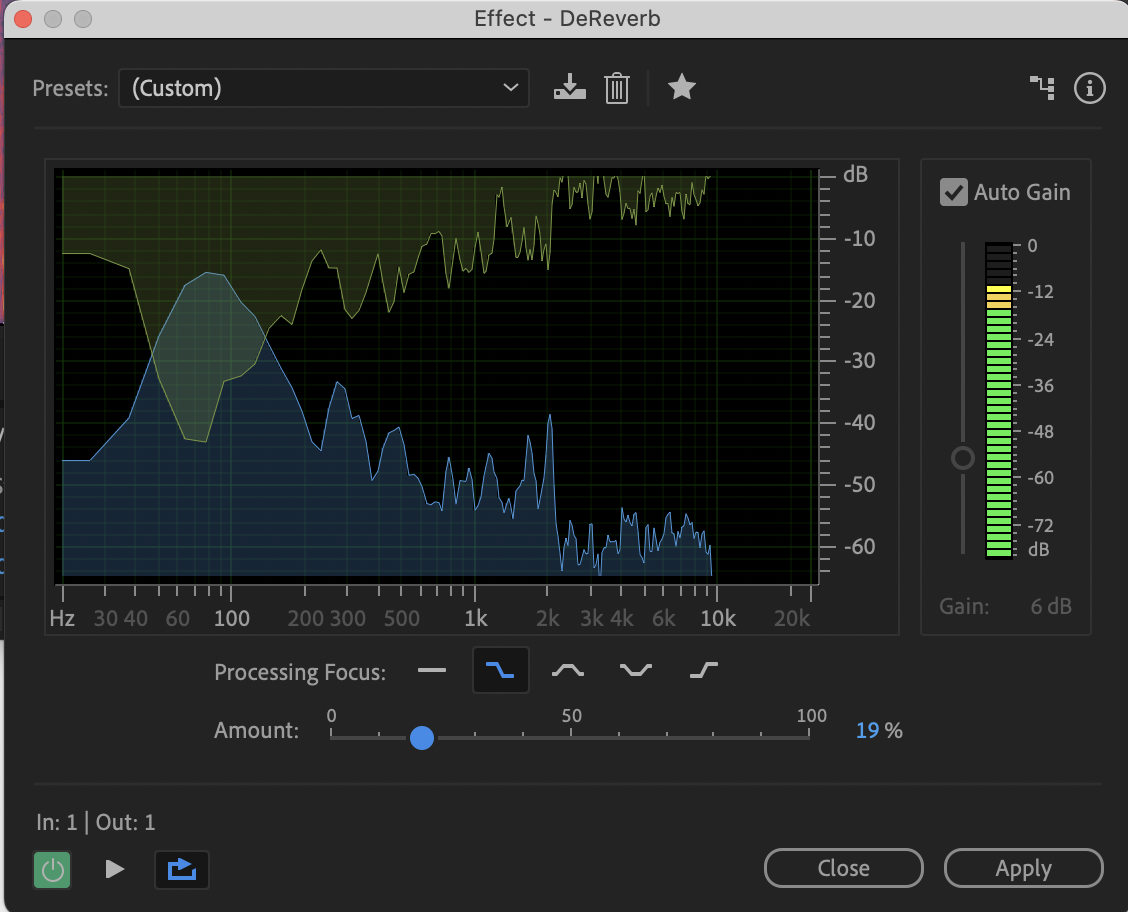 Effect - DeReverb
Presets: (Custom)
dB
-10
-20
-30
-40
-50
-60
Hz 30 40 60 100 200 300 500 1k 2k 3k 4k 6k 10k 20k
Auto Gain
0
-12
-24
-36
-48
-60
-72
dB
Gain: 6 dB
Processing Focus:
0 50 100
Amount: 19 %
In: 1 | Out: 1
Close Apply